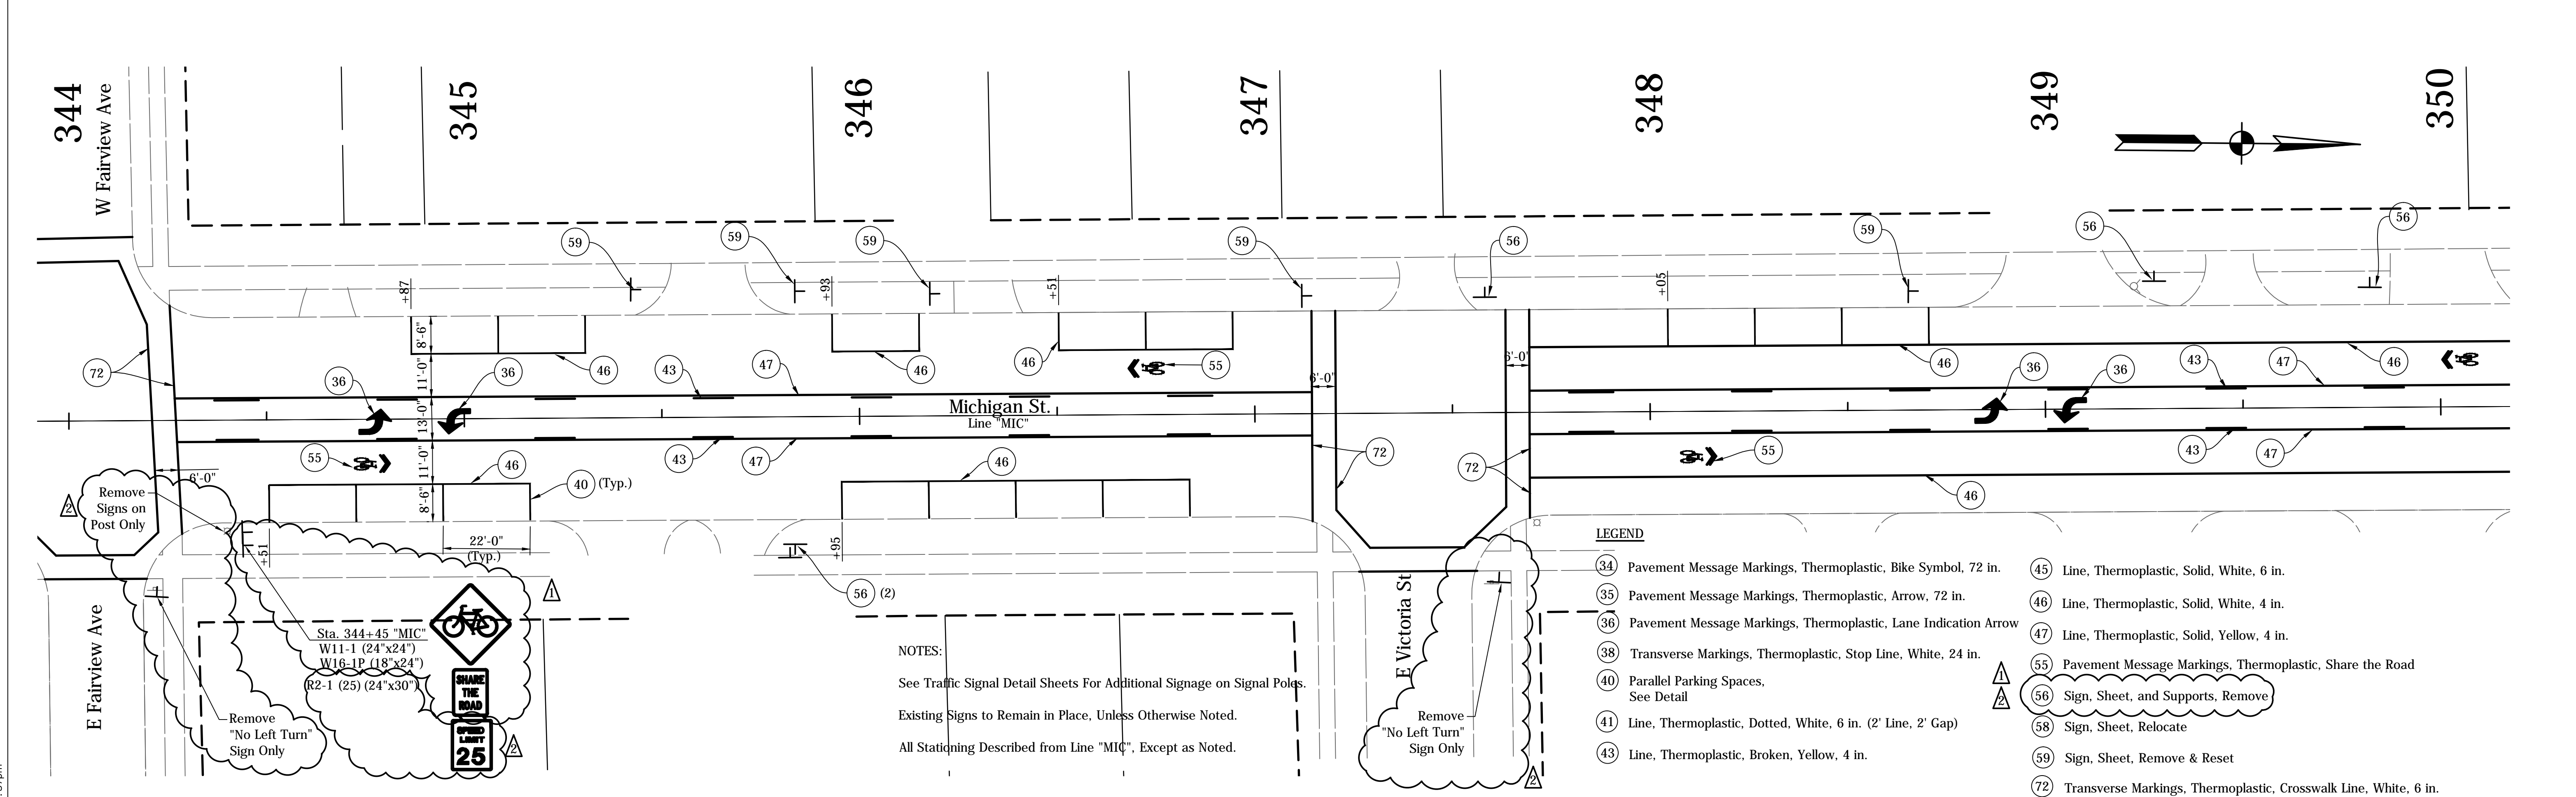 344
W Fairview Ave
345
346
347
348
349
350
59
59
59
59
56
59
56
56
+87
+93
+51
+05
8'-6"
11'-0"
13'-0"
11'-0"
8'-6"
72
36
36
46
43
47
46
46
55
6'-0"
6'-0"
46
36
36
43
47
46
Michigan St.
Line "MIC"
55
46
43
47
46
72
72
55
43
47
46
40 (Typ.)
6'-0"
2
Remove
Signs on
Post Only
+51
22'-0"
(Typ.)
+95
56 (2)
1
E Fairview Ave
Sta. 344+45 "MIC"
W11-1 (24"x24")
W16-1P (18"x24")
R2-1 (25) (24"x30")
SHARE
THE
ROAD
SPEED
LIMIT
25
2
Remove
"No Left Turn"
Sign Only
NOTES:
See Traffic Signal Detail Sheets For Additional Signage on Signal Poles.
Existing Signs to Remain in Place, Unless Otherwise Noted.
All Stationing Described from Line "MIC", Except as Noted.
E Victoria St
Remove
"No Left Turn"
Sign Only
2
LEGEND
34 Pavement Message Markings, Thermoplastic, Bike Symbol, 72 in.
35 Pavement Message Markings, Thermoplastic, Arrow, 72 in.
36 Pavement Message Markings, Thermoplastic, Lane Indication Arrow
38 Transverse Markings, Thermoplastic, Stop Line, White, 24 in.
40 Parallel Parking Spaces,
See Detail
41 Line, Thermoplastic, Dotted, White, 6 in. (2' Line, 2' Gap)
43 Line, Thermoplastic, Broken, Yellow, 4 in.
45 Line, Thermoplastic, Solid, White, 6 in.
46 Line, Thermoplastic, Solid, White, 4 in.
47 Line, Thermoplastic, Solid, Yellow, 4 in.
55 Pavement Message Markings, Thermoplastic, Share the Road
1
2
56 Sign, Sheet, and Supports, Remove
58 Sign, Sheet, Relocate
59 Sign, Sheet, Remove & Reset
72 Transverse Markings, Thermoplastic, Crosswalk Line, White, 6 in.